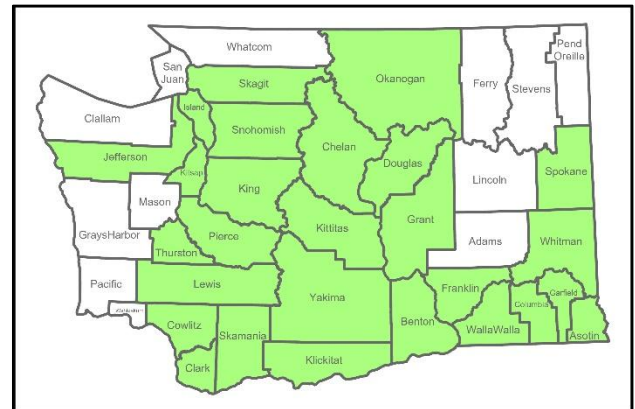 Whatcom
Pend
Oreille
San
Juan
Okanogan
Ferry
Stevens
Skagit
Island
Clallam
Snohomish
Chelan
Jefferson
Douglas
Kitsap
Spokane
Lincoln
King
Mason
Grant
Kittitas
GraysHarbor
Pierce
Adams
Whitman
Thurston
Lewis
Franklin
Pacific
Yakima
Garfield
Columbia
Cowlitz
Skamania
Benton
WallaWalla
Asotin
Klickitat
Clark